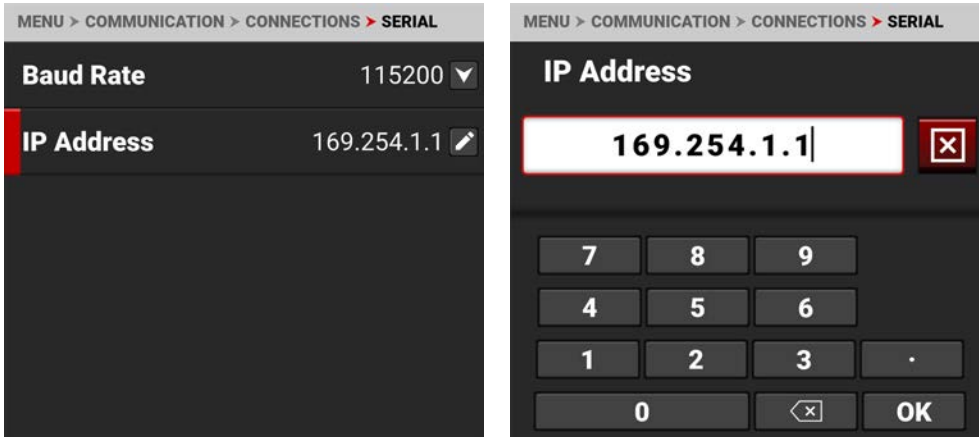 MENU > COMMUNICATION > CONNECTIONS > SERIAL
Baud Rate 115200
IP Address 169.254.1.1
MENU > COMMUNICATION > CONNECTIONS > SERIAL
IP Address
169.254.1.1
7 8 9
4 5 6
1 2 3 .
0 OK